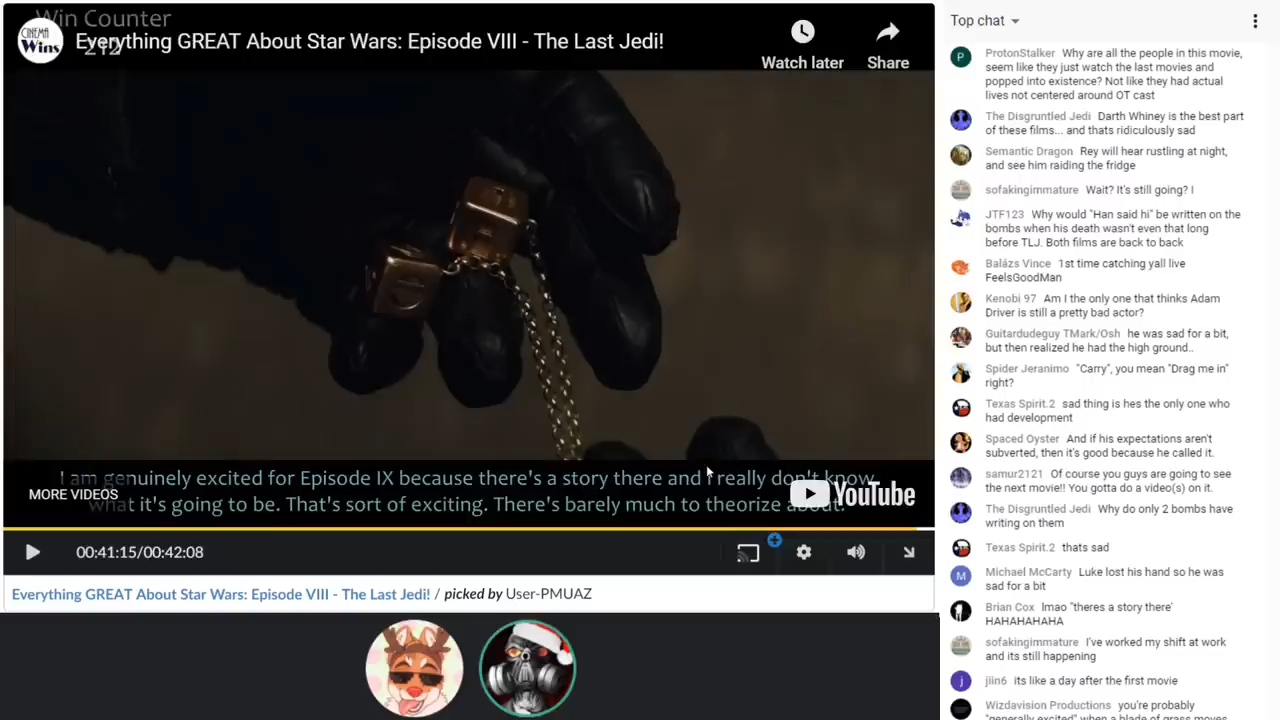 Win Counter
212
CINEMA
Wins
Everything GREAT About Star Wars: Episode VIII - The Last Jedi!
Watch later
Share
I am genuinely excited for Episode IX because there's a story there and I really don't know
what it's going to be. That's sort of exciting. There's barely much to theorize about.
MORE VIDEOS
YouTube
00:41:15/00:42:08
Everything GREAT About Star Wars: Episode VIII - The Last Jedi! / picked by User-PMUAZ
Top chat
P
ProtonStalker Why are all the people in this movie,
seem like they just watch the last movies and
popped into existence? Not like they had actual
lives not centered around OT cast
The Disgruntled Jedi Darth Whiney is the best part
of these films... and thats ridiculously sad
Semantic Dragon Rey will hear rustling at night,
and see him raiding the fridge
sofakingimmature Wait? It's still going? I
JTF123 Why would "Han said hi" be written on the
bombs when his death wasn't even that long
before TLJ. Both films are back to back
Balázs Vince 1st time catching yall live
FeelsGoodMan
Kenobi 97 Am I the only one that thinks Adam
Driver is still a pretty bad actor?
Guitardudeguy TMark/Osh he was sad for a bit,
but then realized he had the high ground..
Spider Jeranimo "Carry", you mean "Drag me in"
right?
Texas Spirit.2 sad thing is hes the only one who
had development
Spaced Oyster And if his expectations aren't
subverted, then it's good because he called it.
samur2121 Of course you guys are going to see
the next movie!! You gotta do a video(s) on it.
The Disgruntled Jedi Why do only 2 bombs have
writing on them
Texas Spirit.2 thats sad
M
Michael McCarty Luke lost his hand so he was
sad for a bit
Brian Cox lmao "theres a story there'
HAHAHAHAHA
sofakingimmature I've worked my shift at work
and its still happening
j
jiin6 its like a day after the first movie
Wizdavision Productions you're probably
"generally excited" when a blade of grass moves